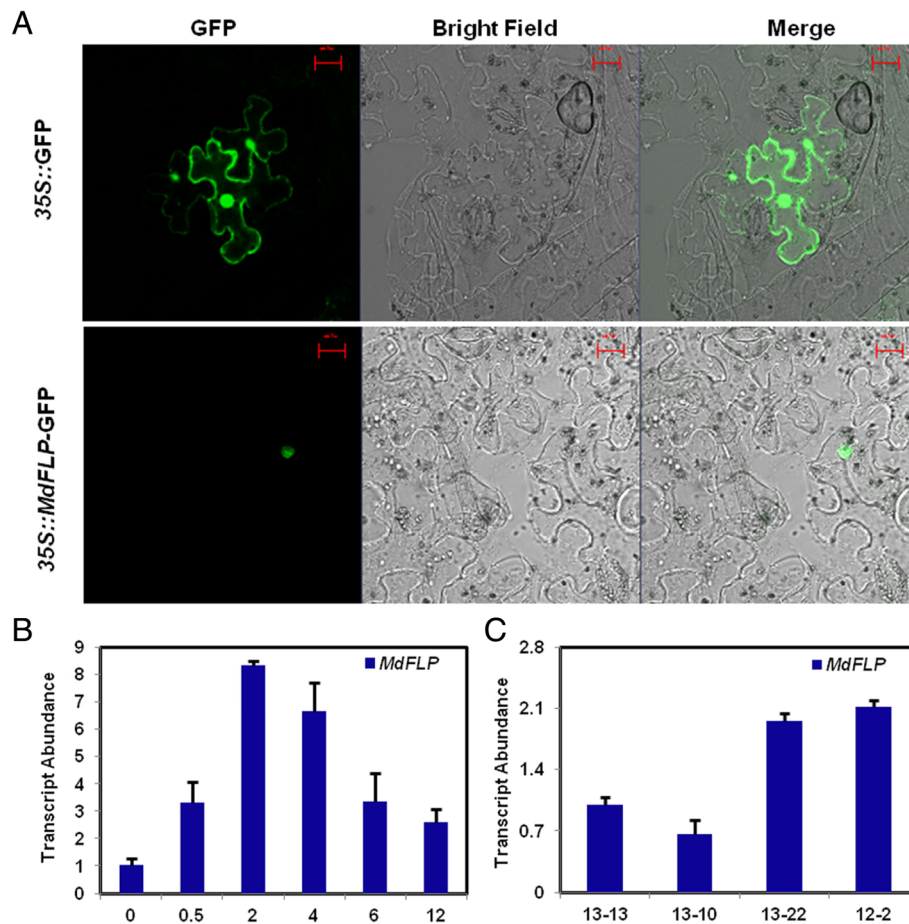 A
GFP
Bright Field
Merge
35S::GFP
35S::MdFLP-GFP
B
9
8
7
6
5
4
3
2
1
0
Transcript Abundance
MdFLP
0
0.5
2
4
6
12
C
2.8
2.1
1.4
0.7
0
Transcript Abundance
MdFLP
13-13
13-10
13-22
12-2